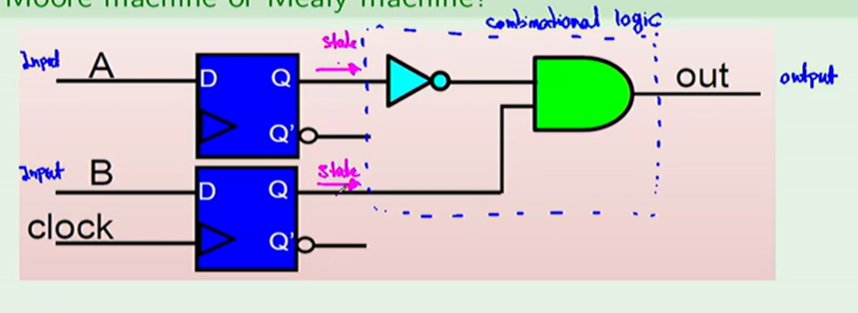 Moore machine or Mealy machine?
combinational logic
state
Input A D Q out output
Q'
state
Input B D Q
clock Q'